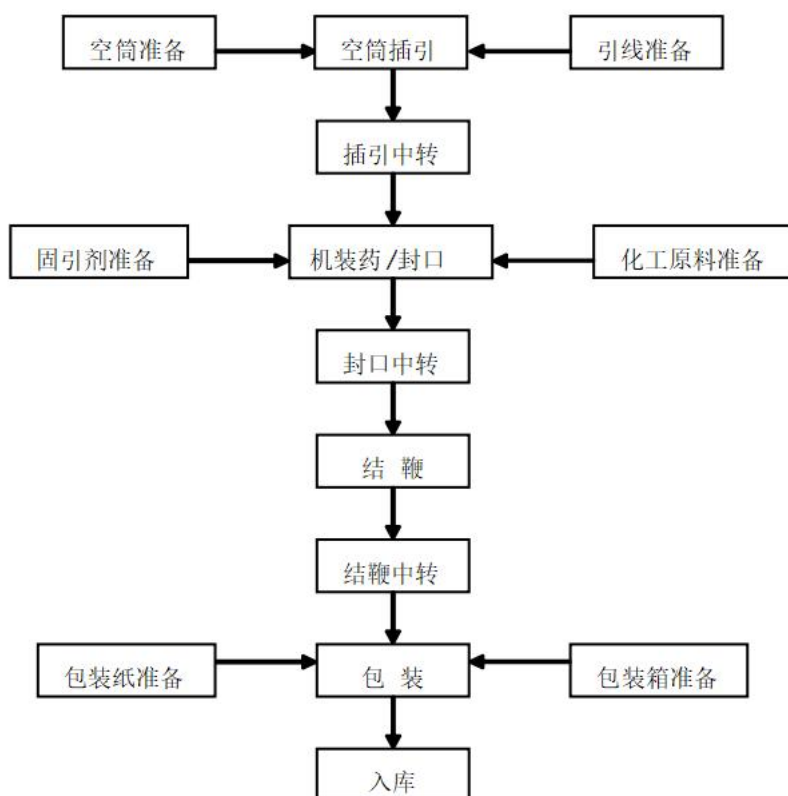 空筒准备
空筒插引
引线准备
插引中转
固引剂准备
机装药/封口
化工原料准备
封口中转
结 鞭
结鞭中转
包装纸准备
包 装
包装箱准备
入库